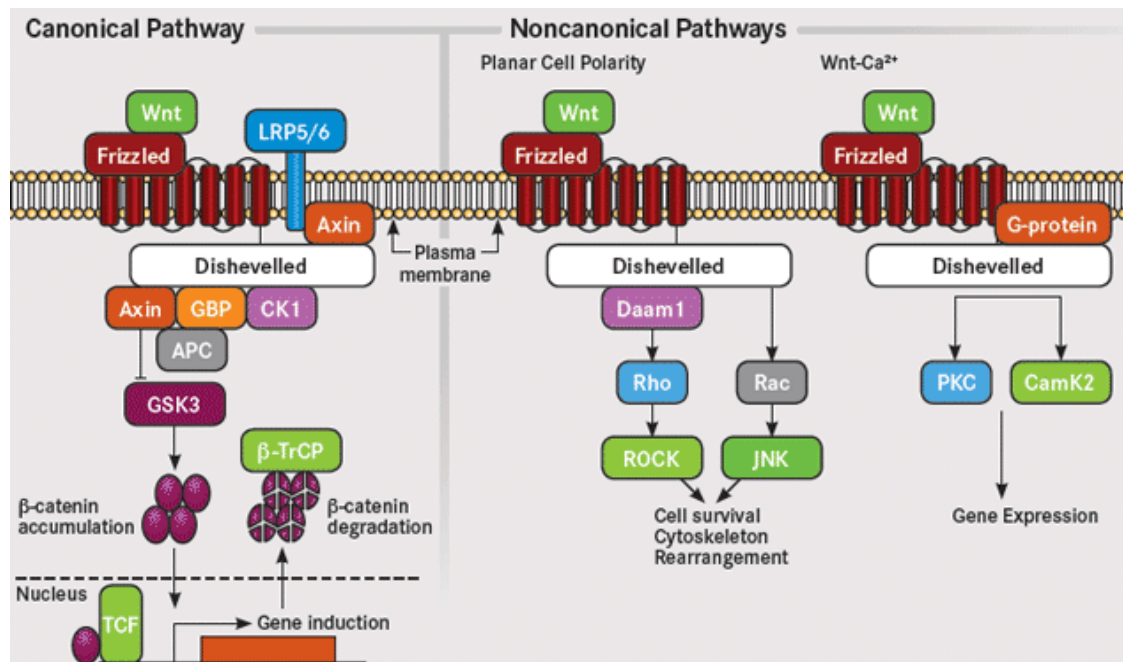 Canonical Pathway
Noncanonical Pathways
Planar Cell Polarity
Wnt-Ca²⁺
Wnt
LRP5/6
Frizzled
Axin
Dishevelled
Axin
GBP
CK1
APC
GSK3
β-TrCP
β-catenin
accumulation
β-catenin
degradation
Nucleus
TCF
Gene induction
Plasma
membrane
Wnt
Frizzled
Dishevelled
Daam1
Rho
Rac
ROCK
JNK
Cell survival
Cytoskeleton
Rearrangement
Wnt
Frizzled
G-protein
Dishevelled
PKC
CamK2
Gene Expression